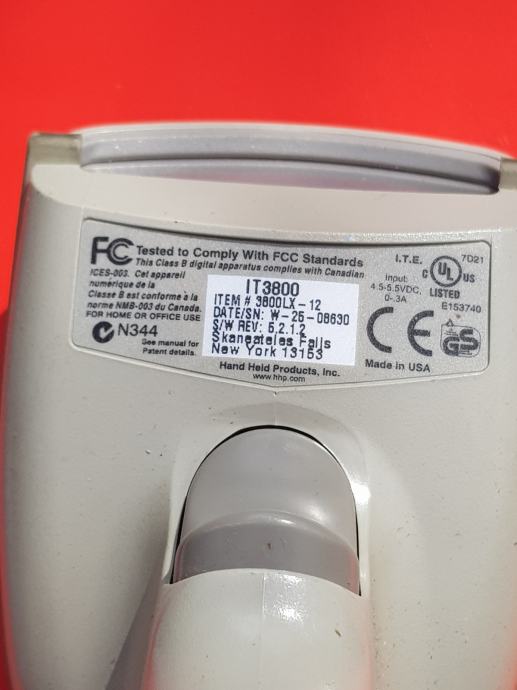 FC Tested to Comply With FCC Standards
This Class B digital apparatus complies with Canadian
ICES-003. Cet appareil
numerique de la
Classe B est conforme à la
norme NMB-003 du Canada.
FOR HOME OR OFFICE USE
N344
See manual for
Patent details.
IT3800
ITEM # 3800LX-12
DATE/SN: W-25-08630
S/W REV: 5.2.1.2
Skaneateles Falls
New York 13153
Hand Held Products, Inc.
www.hhp.com
I.T.E.
7D21
Input:
4.5-5.5VDC,
0-.3A
C UL US
LISTED
E153740
CE
GS
Made in USA